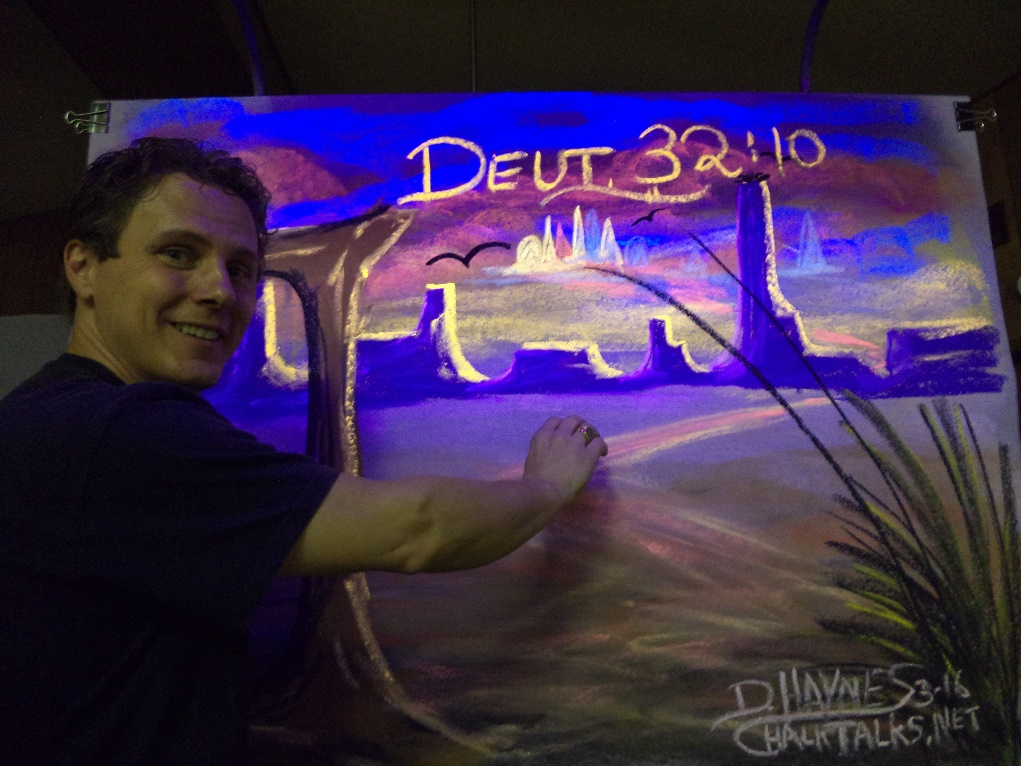 DEUT. 32:10
D. HAYNES 3-16
CHALKTALKS.NET